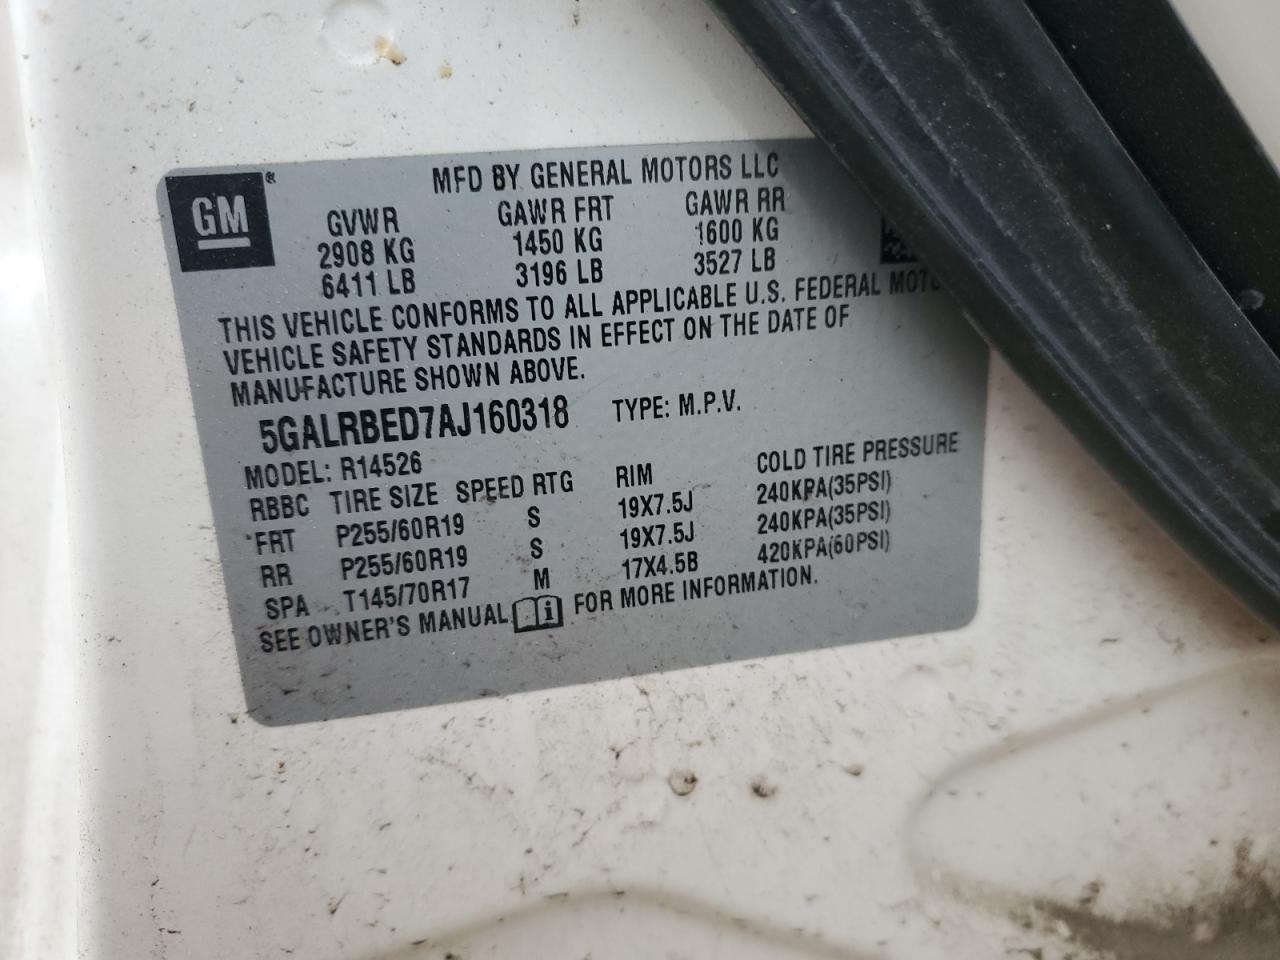 GM ®
MFD BY GENERAL MOTORS LLC
GVWR GAWR FRT GAWR RR
2908 KG 1450 KG 1600 KG
6411 LB 3196 LB 3527 LB
THIS VEHICLE CONFORMS TO ALL APPLICABLE U.S. FEDERAL
VEHICLE SAFETY STANDARDS IN EFFECT ON THE DATE OF
MANUFACTURE SHOWN ABOVE.
5GALRBED7AJ160318 TYPE: M.P.V.
MODEL: R14526
RBBC TIRE SIZE SPEED RTG RIM COLD TIRE PRESSURE
FRT P255/60R19 S 19X7.5J 240KPA(35PSI)
RR P255/60R19 S 19X7.5J 240KPA(35PSI)
SPA T145/70R17 M 17X4.5B 420KPA(60PSI)
SEE OWNER'S MANUAL i FOR MORE INFORMATION.